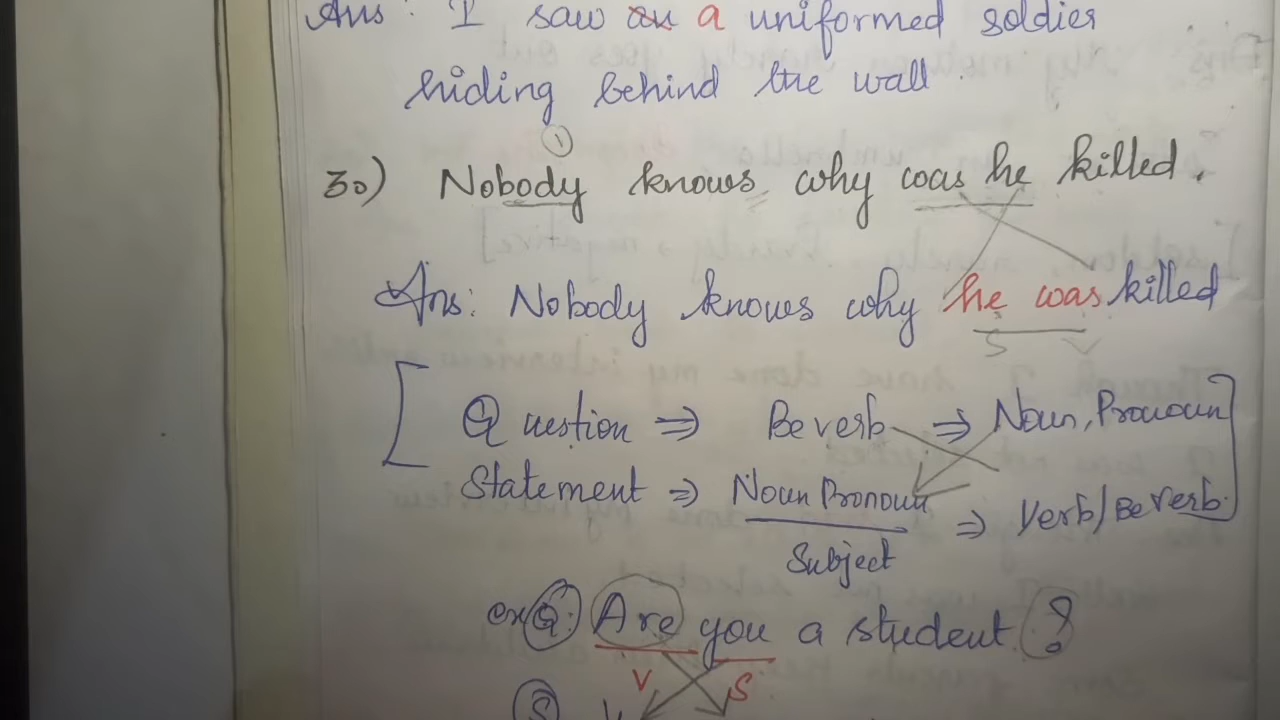 Ans: I saw an a uniformed soldier
hiding behind the wall.
①
30) Nobody knows why was he killed.
Ans: Nobody knows why he was killed
S V
[ Question ⇒ Be verb ⇒ Noun, Pronoun ]
Statement ⇒ Noun Pronoun ⇒ Verb/Be verb.
Subject
ex Q: Are you a student?
V S
S